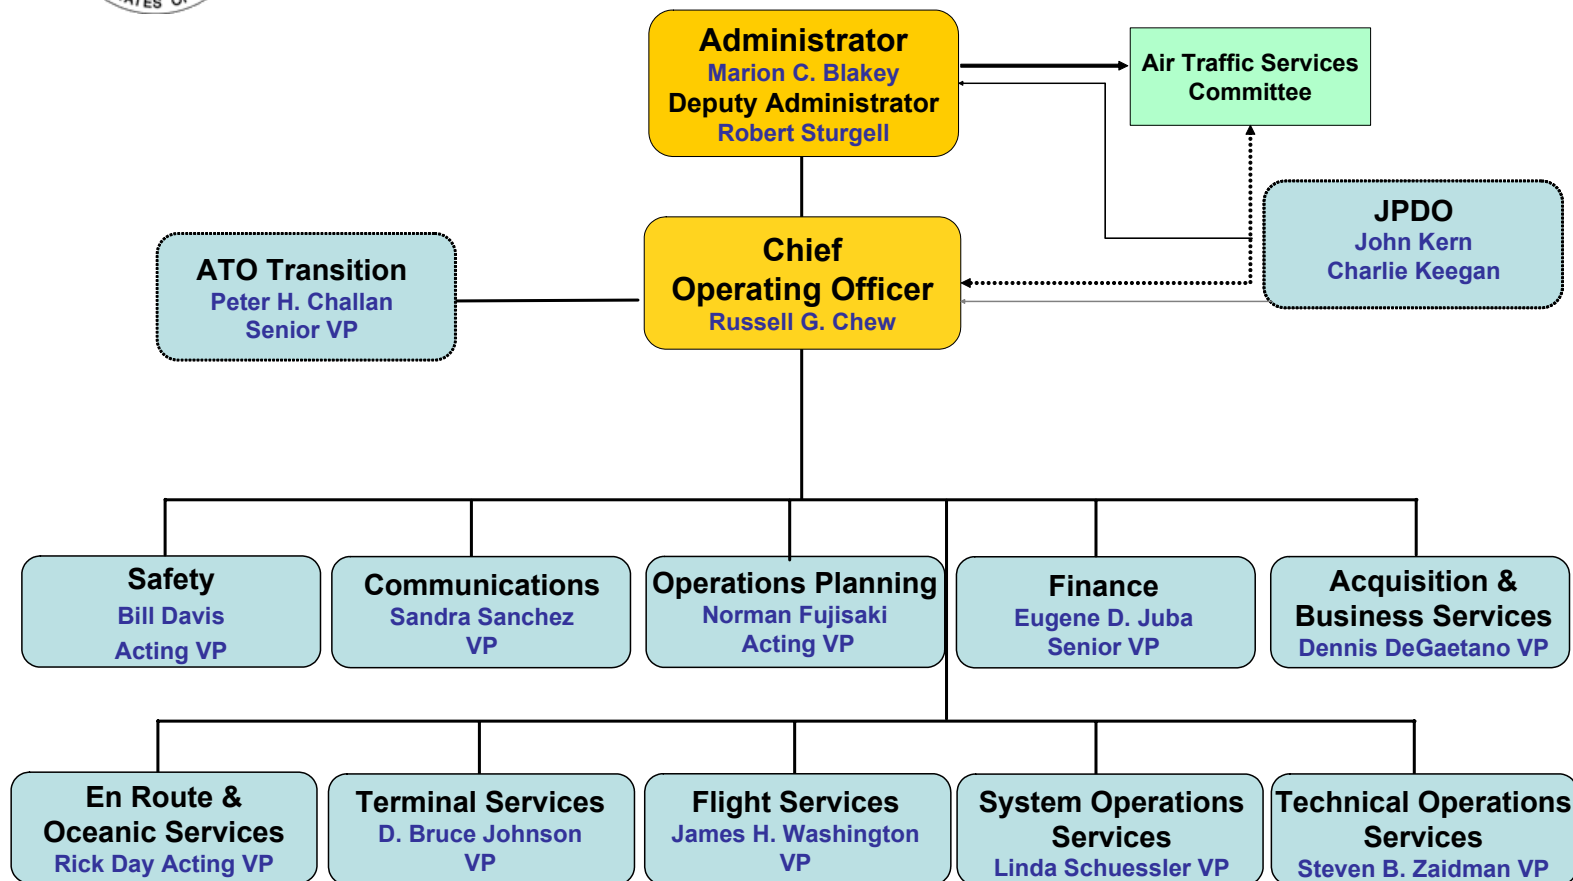 TATES OF
Administrator
Marion C. Blakey
Deputy Administrator
Robert Sturgell
Air Traffic Services
Committee
JPDO
John Kern
Charlie Keegan
Chief
Operating Officer
Russell G. Chew
ATO Transition
Peter H. Challan
Senior VP
Safety
Bill Davis
Acting VP
Communications
Sandra Sanchez
VP
Operations Planning
Norman Fujisaki
Acting VP
Finance
Eugene D. Juba
Senior VP
Acquisition &
Business Services
Dennis DeGaetano VP
En Route &
Oceanic Services
Rick Day Acting VP
Terminal Services
D. Bruce Johnson
VP
Flight Services
James H. Washington
VP
System Operations
Services
Linda Schuessler VP
Technical Operations
Services
Steven B. Zaidman VP